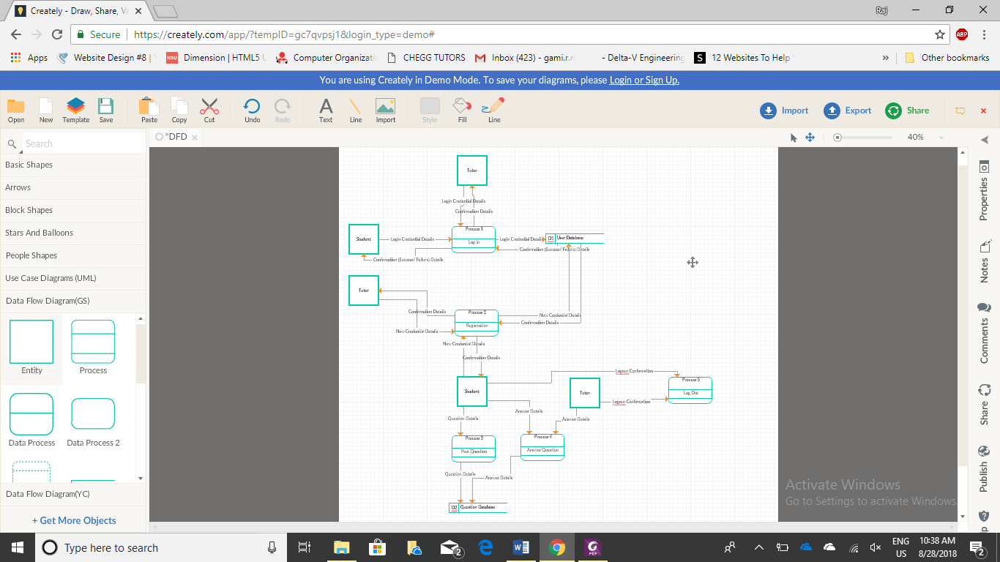 Creately - Draw, Share, Va
Raj
Secure
https://creately.com/app/?tempID=gc7qvpsj1&login_type=demo#
ABP
Apps
Website Design #8 |
HSU
Dimension | HTML5 U
Computer Organizati
CHEGG TUTORS
Inbox (423) - gami.r.r
- Delta-V Engineering
S
12 Websites To Help
»
Other bookmarks
You are using Creately in Demo Mode. To save your diagrams, please Login or Sign Up.
Open
New
Template
Save
Paste
Copy
Cut
Undo
Redo
Text
Line
Import
Style
Fill
Line
Import
Export
Share
Search
*DFD
40%
Basic Shapes
Arrows
Block Shapes
Stars And Balloons
People Shapes
Use Case Diagrams (UML)
Data Flow Diagram(GS)
Entity
Process
Data Process
Data Process 2
Data Flow Diagram(YC)
+ Get More Objects
Tutor
Login Credential Details
Confirmation Details
Process 1
Log in
Student
Login Credential Details
Login Credential Details
D1
User Database
Confirmation (Success/ Failure) Details
Confirmation (Success/ Failure) Details
Tutor
Confirmation Details
Process 2
Registration
New Credential Details
Confirmation Details
New Credential Details
New Credential Details
Confirmation Details
Student
Logout Confirmation
Tutor
Process 5
Log Out
Logout Confirmation
Question Details
Answer Details
Answer Details
Process 3
Post Question
Process 4
Answer Question
Question Details
Answer Details
D2
Question Database
Properties
Notes
Comments
Share
Publish
Activate Windows
Go to Settings to activate Windows.
Type here to search
2
W
PDF
ENG
US
10:38 AM
8/28/2018
2